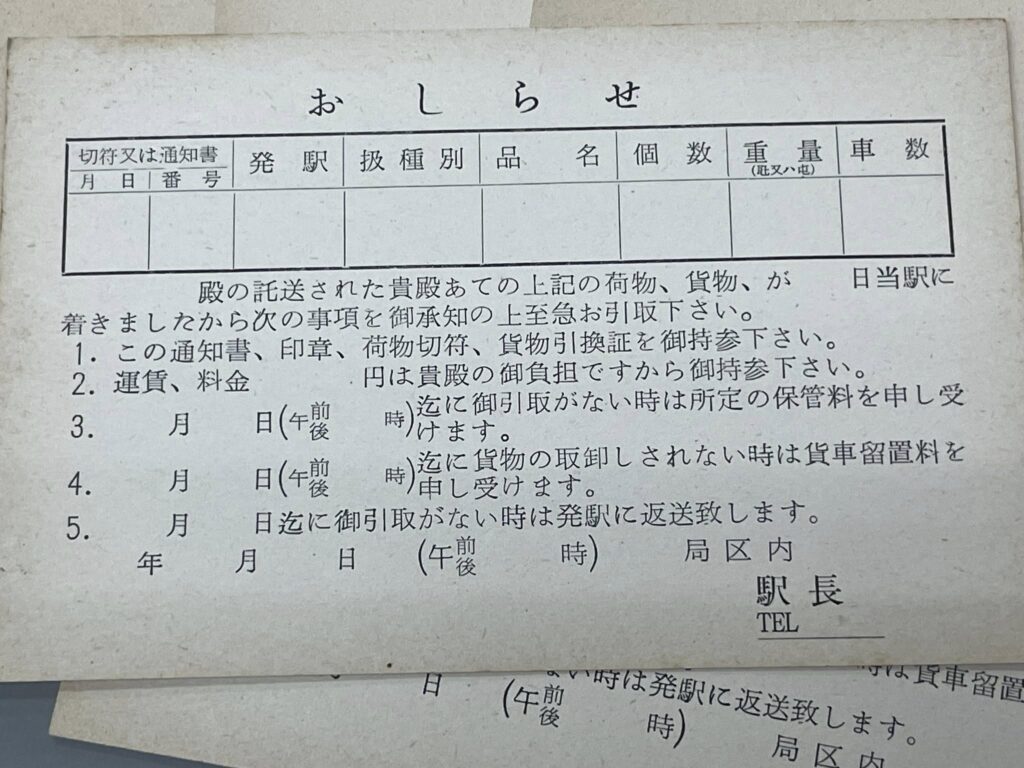 おしらせ
切符又は通知書 発駅 扱種別 品名 個数 重量 車数
月日 番号 (瓩又ハ瓲)
殿の託送された貴殿あての上記の荷物、貨物、が 日当駅に
着きましたから次の事項を御承知の上至急お引取下さい。
1. この通知書、印章、荷物切符、貨物引換証を御持参下さい。
2. 運賃、料金 円は貴殿の御負担ですから御持参下さい。
3. 月 日(午前後 時)迄に御引取がない時は所定の保管料を申し受
けます。
4. 月 日(午前後 時)迄に貨物の取卸しされない時は貨車留置料を
申し受けます。
5. 月 日迄に御引取がない時は発駅に返送致します。
年 月 日 (午前後 時) 局区内
駅長
TEL
い時は発駅に返送致します。
時は貨車留置
日 (午前後 時)
局区内